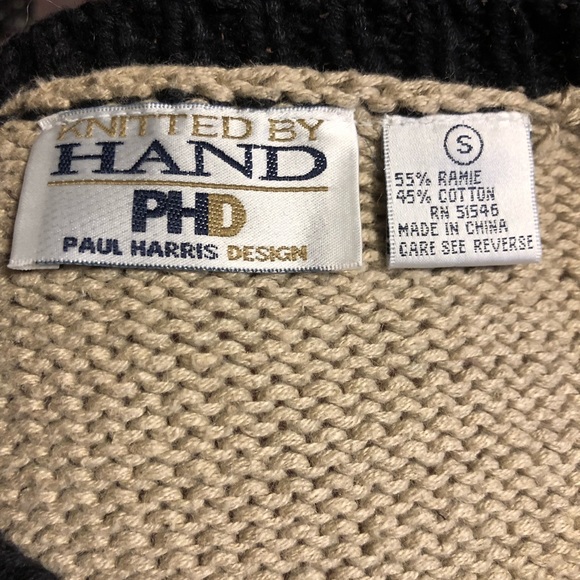 KNITTED BY
HAND
PHD
PAUL HARRIS DESIGN
S
55% RAMIE
45% COTTON
RN 51546
MADE IN CHINA
CARE SEE REVERSE